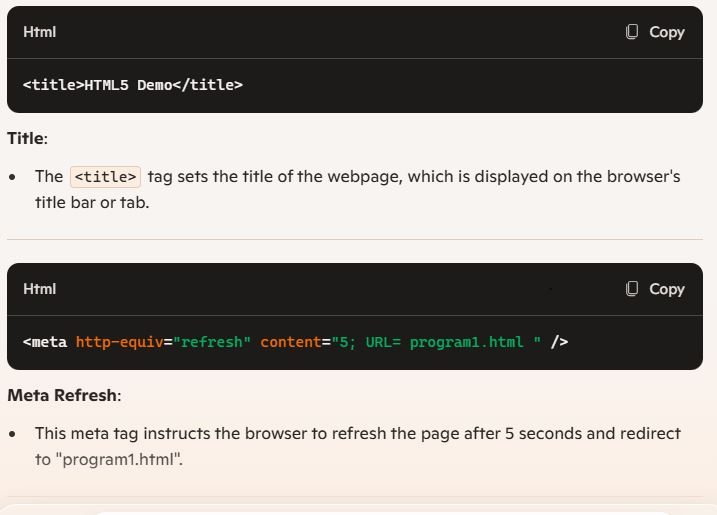 Html
Copy
<title>HTML5 Demo</title>
Title:
• The <title> tag sets the title of the webpage, which is displayed on the browser's
title bar or tab.
Html
Copy
<meta http-equiv="refresh" content="5; URL= program1.html " />
Meta Refresh:
• This meta tag instructs the browser to refresh the page after 5 seconds and redirect
to "program1.html".